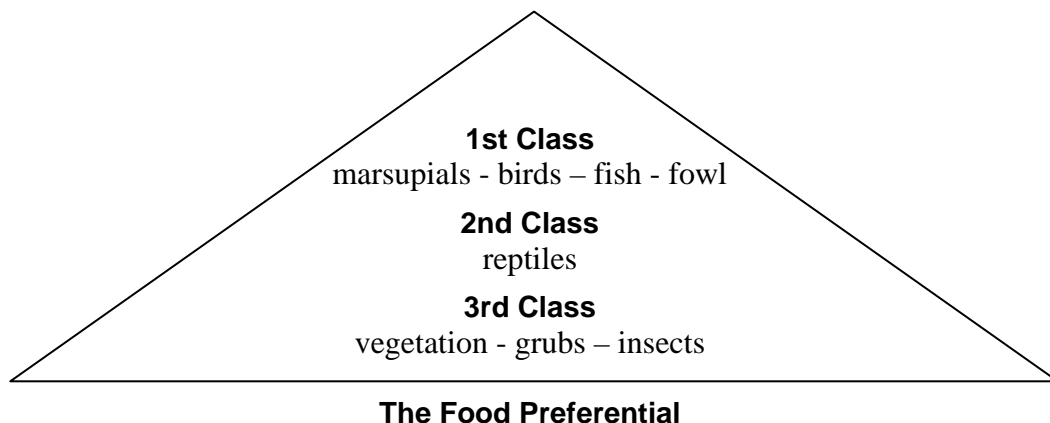 1st Class
marsupials - birds – fish - fowl
2nd Class
reptiles
3rd Class
vegetation - grubs – insects
The Food Preferential